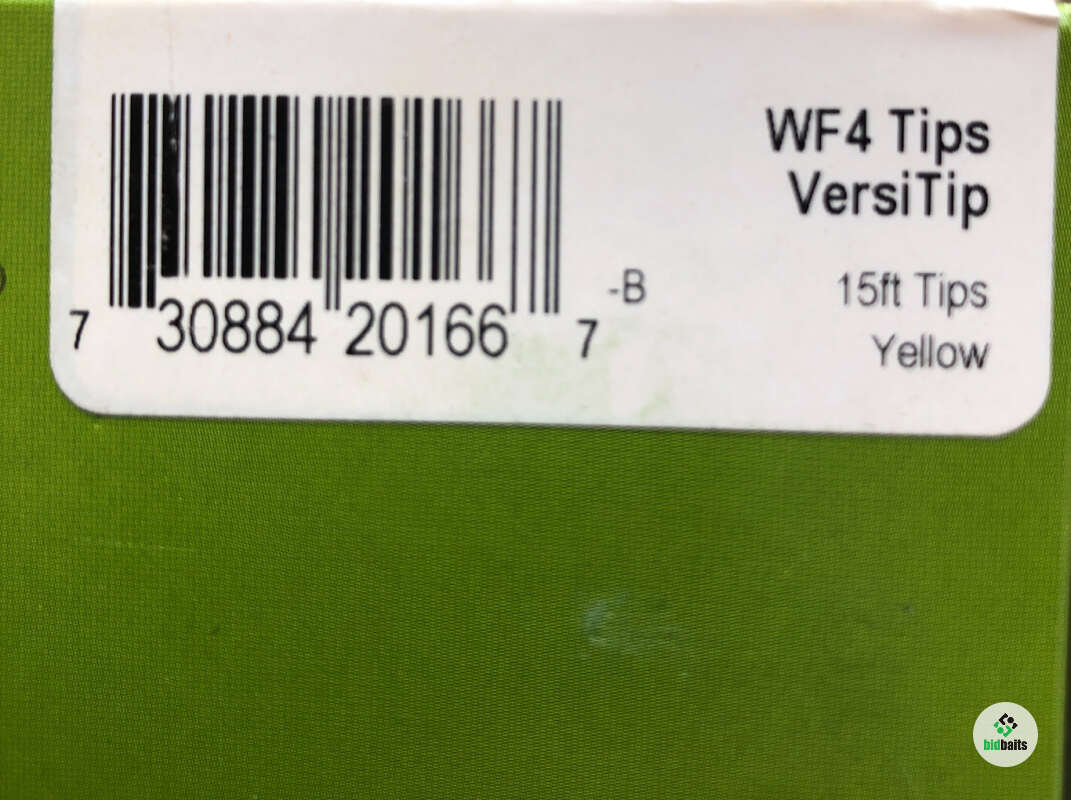 WF4 Tips
VersiTip
15ft Tips
Yellow
-B
7 30884 20166 7
bidbaits